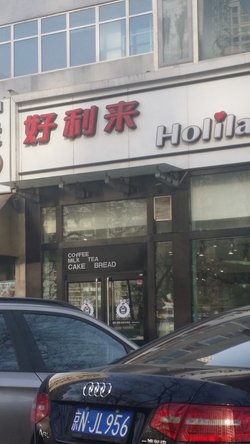 好利来
Holila
COFFEE
MILK TEA
CAKE BREAD
京N·JL956